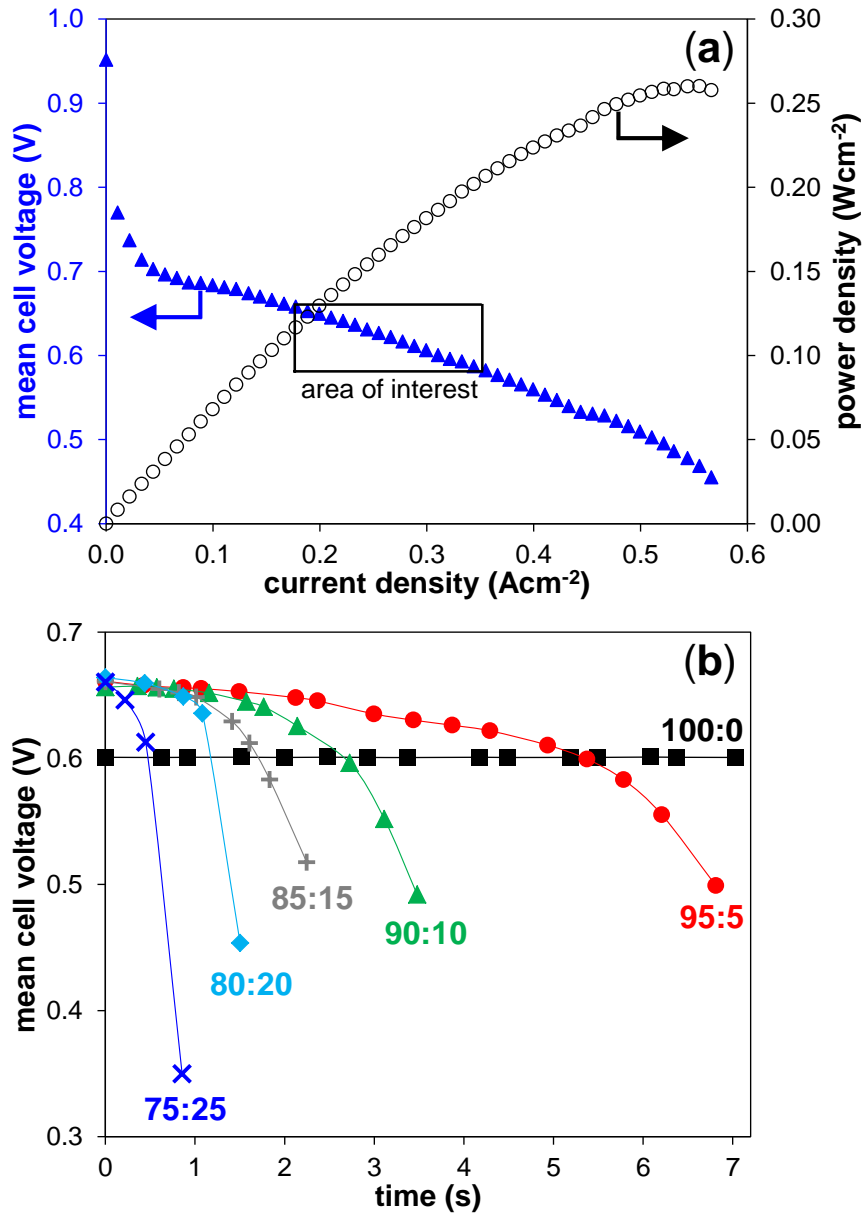 (a)
mean cell voltage (V)
1.0
0.9
0.8
0.7
0.6
0.5
0.4
0.30
0.25
0.20
0.15
0.10
0.05
0.00
power density (Wcm-2)
area of interest
0.0 0.1 0.2 0.3 0.4 0.5 0.6
current density (Acm-2)
(b)
mean cell voltage (V)
0.7
0.6
0.5
0.4
0.3
100:0
95:5
90:10
85:15
80:20
75:25
0 1 2 3 4 5 6 7
time (s)